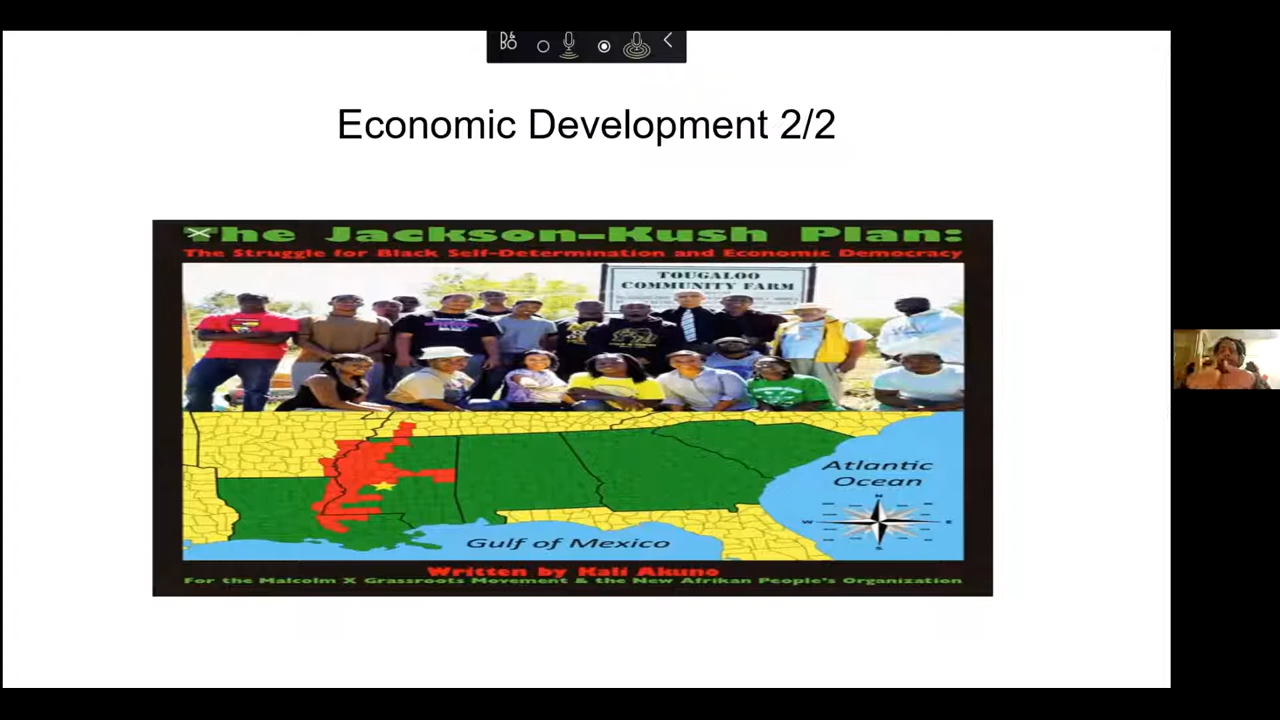 Economic Development 2/2
The Jackson-Kush Plan:
The Struggle for Black Self-Determination and Economic Democracy
TOUGALOO
COMMUNITY FARM
Atlantic
Ocean
N
W
E
S
Gulf of Mexico
Written by Kali Akuno
For the Malcolm X Grassroots Movement & the New Afrikan People's Organization